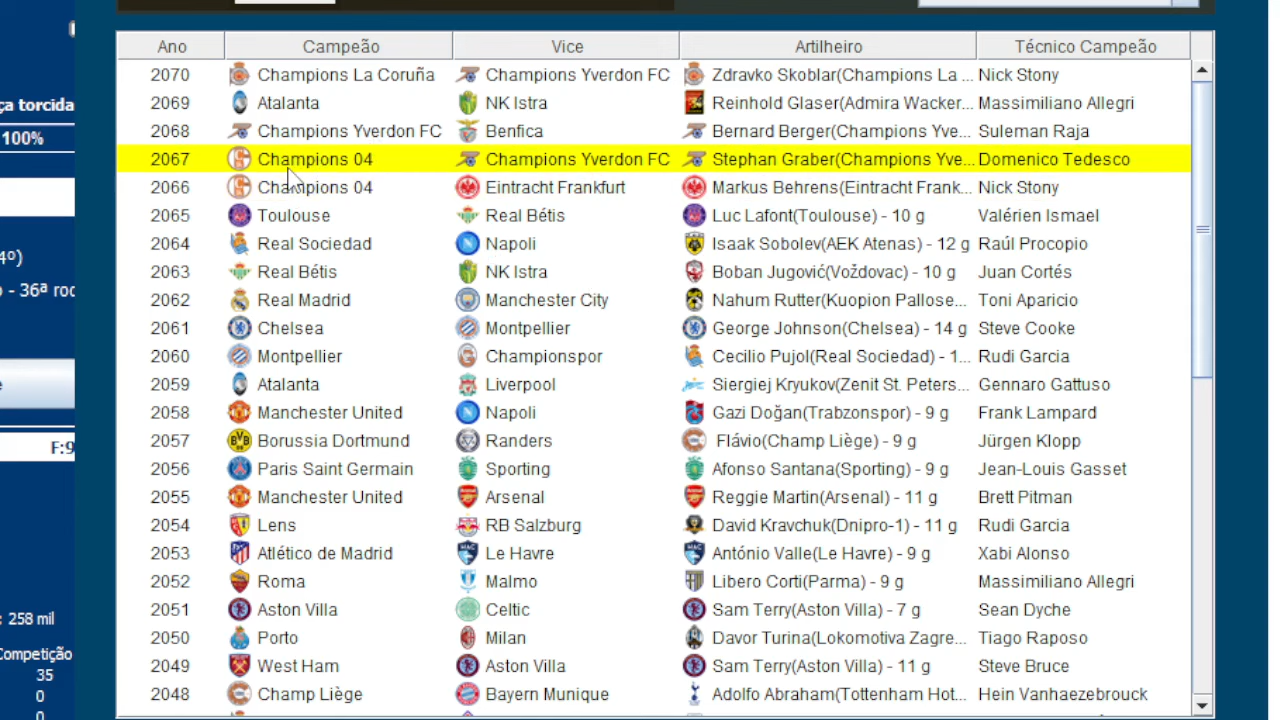 ça torcida
100%
4º)
o - 36ª rod
e
F:9
: 258 mil
Competição
35
0
0
Ano Campeão Vice Artilheiro Técnico Campeão
2070 Champions La Coruña Champions Yverdon FC Zdravko Skoblar(Champions La ... Nick Stony
2069 Atalanta NK Istra Reinhold Glaser(Admira Wacker... Massimiliano Allegri
2068 Champions Yverdon FC Benfica Bernard Berger(Champions Yve... Suleman Raja
2067 Champions 04 Champions Yverdon FC Stephan Graber(Champions Yve... Domenico Tedesco
2066 Champions 04 Eintracht Frankfurt Markus Behrens(Eintracht Frank... Nick Stony
2065 Toulouse Real Bétis Luc Lafont(Toulouse) - 10 g Valérien Ismael
2064 Real Sociedad Napoli Isaak Sobolev(AEK Atenas) - 12 g Raúl Procopio
2063 Real Bétis NK Istra Boban Jugović(Voždovac) - 10 g Juan Cortés
2062 Real Madrid Manchester City Nahum Rutter(Kuopion Pallose... Toni Aparicio
2061 Chelsea Montpellier George Johnson(Chelsea) - 14 g Steve Cooke
2060 Montpellier Championspor Cecilio Pujol(Real Sociedad) - 1... Rudi Garcia
2059 Atalanta Liverpool Siergiej Kryukov(Zenit St. Peters... Gennaro Gattuso
2058 Manchester United Napoli Gazi Doğan(Trabzonspor) - 9 g Frank Lampard
2057 Borussia Dortmund Randers Flávio(Champ Liège) - 9 g Jürgen Klopp
2056 Paris Saint Germain Sporting Afonso Santana(Sporting) - 9 g Jean-Louis Gasset
2055 Manchester United Arsenal Reggie Martin(Arsenal) - 11 g Brett Pitman
2054 Lens RB Salzburg David Kravchuk(Dnipro-1) - 11 g Rudi Garcia
2053 Atlético de Madrid Le Havre António Valle(Le Havre) - 9 g Xabi Alonso
2052 Roma Malmo Libero Corti(Parma) - 9 g Massimiliano Allegri
2051 Aston Villa Celtic Sam Terry(Aston Villa) - 7 g Sean Dyche
2050 Porto Milan Davor Turina(Lokomotiva Zagre... Tiago Raposo
2049 West Ham Aston Villa Sam Terry(Aston Villa) - 11 g Steve Bruce
2048 Champ Liège Bayern Munique Adolfo Abraham(Tottenham Hot... Hein Vanhaezebrouck